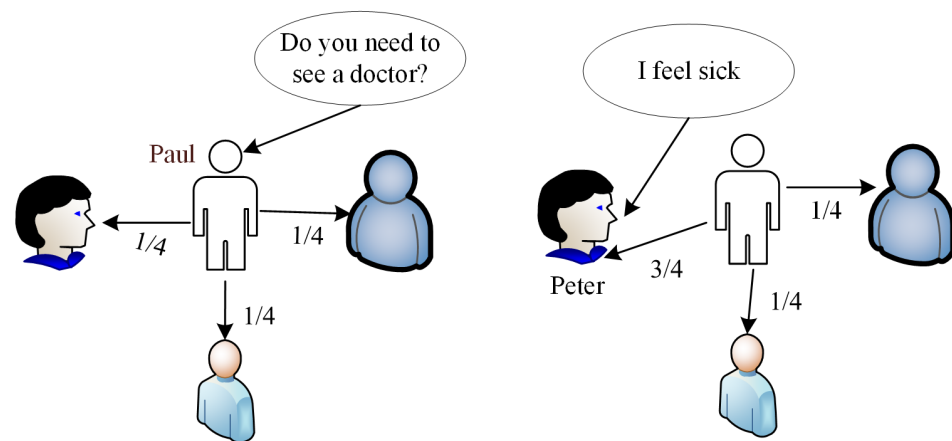 Do you need to
see a doctor?
Paul
1/4
1/4
1/4
I feel sick
1/4
3/4
Peter
1/4